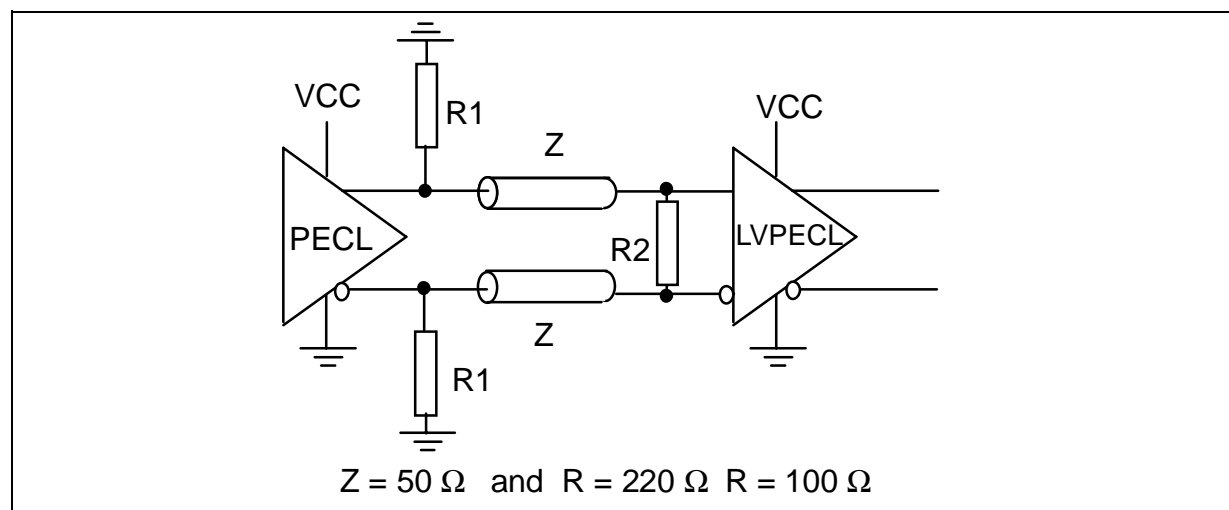 VCC
R1
Z
VCC
PECL
R2
LVPECL
Z
R1
Z = 50 Ω and R = 220 Ω R = 100 Ω